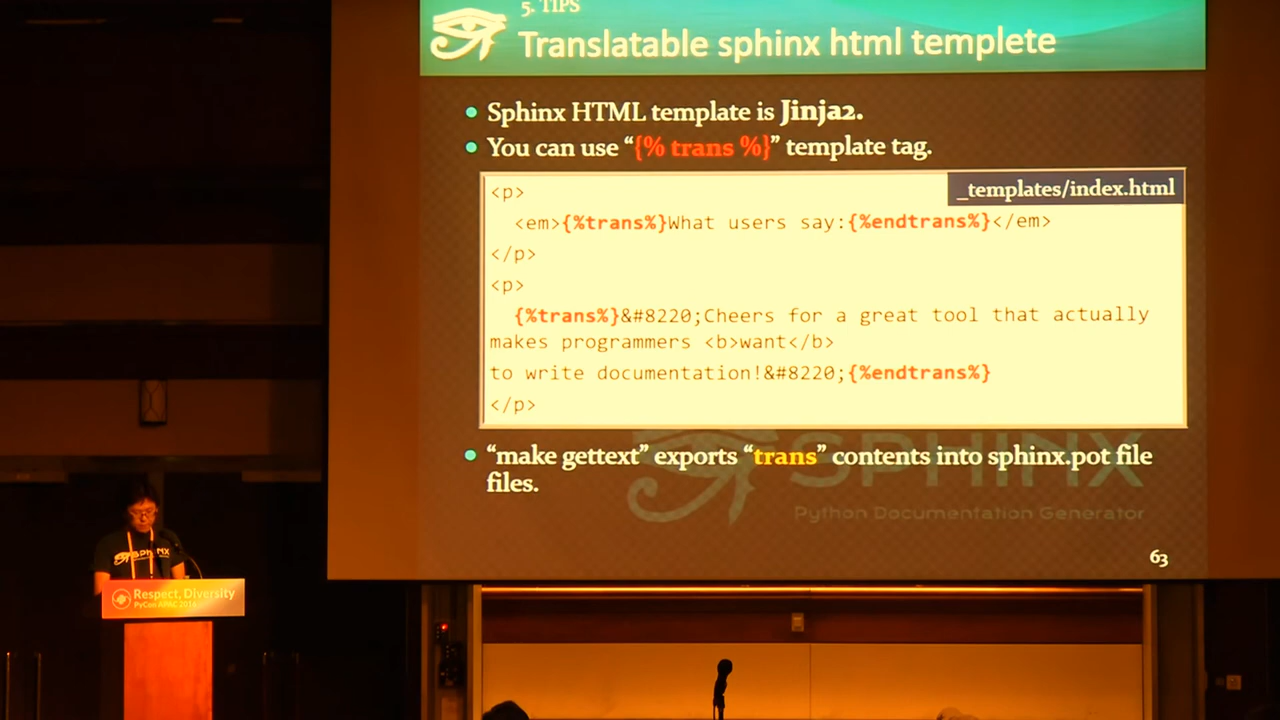 5. TIPS
Translatable sphinx html templete
Sphinx HTML template is Jinja2.
You can use “{% trans %}” template tag.
_templates/index.html
<p>
<em>{%trans%}What users say:{%endtrans%}</em>
</p>
<p>
{%trans%}&#8220;Cheers for a great tool that actually
makes programmers <b>want</b>
to write documentation!&#8220;{%endtrans%}
</p>
“make gettext” exports “trans” contents into sphinx.pot file
files.
SPHINX
Python Documentation Generator
63
SPHINX
Respect, Diversity
PyCon APAC 2016